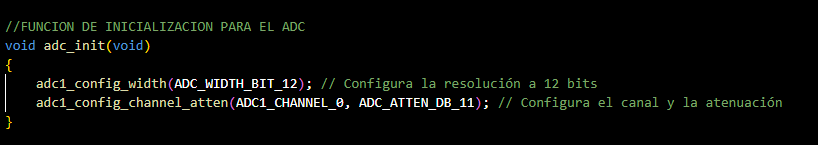 //FUNCION DE INICIALIZACION PARA EL ADC
void adc_init(void)
{
    adc1_config_width(ADC_WIDTH_BIT_12); // Configura la resolución a 12 bits
    adc1_config_channel_atten(ADC1_CHANNEL_0, ADC_ATTEN_DB_11); // Configura el canal y la atenuación
}